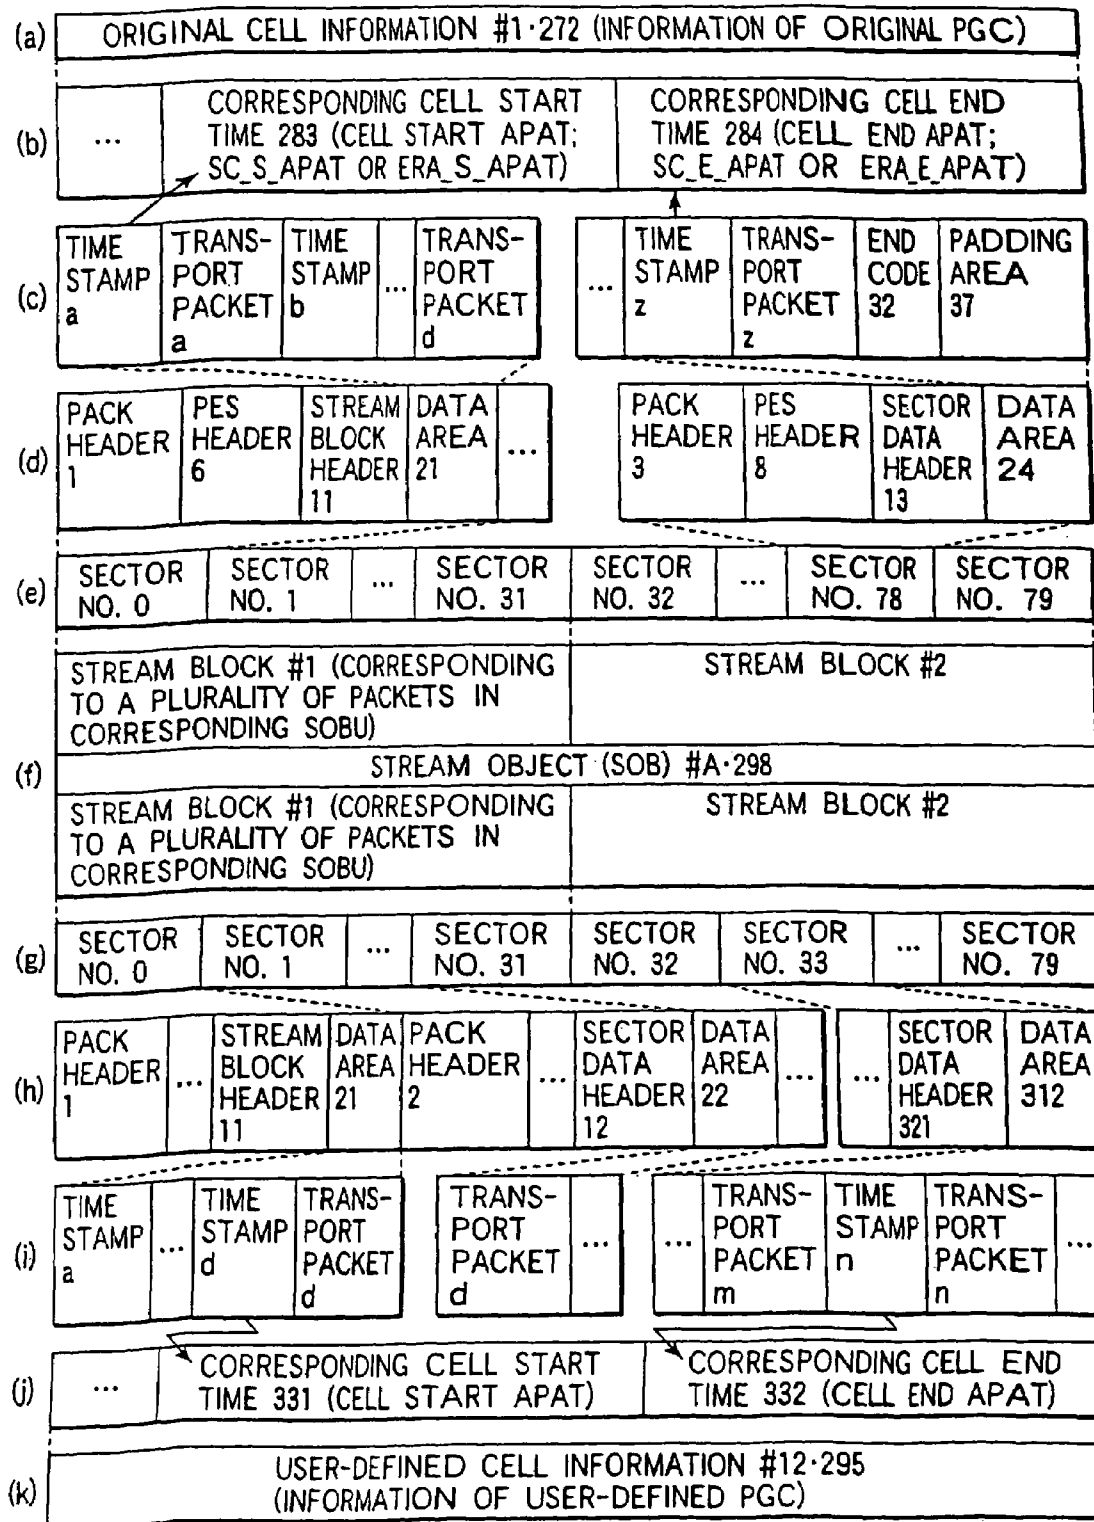 (a) ORIGINAL CELL INFORMATION #1·272 (INFORMATION OF ORIGINAL PGC)
(b)
...
CORRESPONDING CELL START
TIME 283 (CELL START APAT;
SC_S_APAT OR ERA_S_APAT)
CORRESPONDING CELL END
TIME 284 (CELL END APAT;
SC_E_APAT OR ERA_E_APAT)
(c)
TIME
STAMP
a
TRANS-
PORT
PACKET
a
TIME
STAMP
b
...
TRANS-
PORT
PACKET
d
...
TIME
STAMP
z
TRANS-
PORT
PACKET
z
END
CODE
32
PADDING
AREA
37
(d)
PACK
HEADER
1
PES
HEADER
6
STREAM
BLOCK
HEADER
11
DATA
AREA
21
...
PACK
HEADER
3
PES
HEADER
8
SECTOR
DATA
HEADER
13
DATA
AREA
24
(e)
SECTOR
NO. 0
SECTOR
NO. 1
...
SECTOR
NO. 31
SECTOR
NO. 32
...
SECTOR
NO. 78
SECTOR
NO. 79
STREAM BLOCK #1 (CORRESPONDING
TO A PLURALITY OF PACKETS IN
CORRESPONDING SOBU)
STREAM BLOCK #2
(f)
STREAM OBJECT (SOB) #A·298
STREAM BLOCK #1 (CORRESPONDING
TO A PLURALITY OF PACKETS IN
CORRESPONDING SOBU)
STREAM BLOCK #2
(g)
SECTOR
NO. 0
SECTOR
NO. 1
...
SECTOR
NO. 31
SECTOR
NO. 32
SECTOR
NO. 33
...
SECTOR
NO. 79
(h)
PACK
HEADER
1
...
STREAM
BLOCK
HEADER
11
DATA
AREA
21
PACK
HEADER
2
...
SECTOR
DATA
HEADER
12
DATA
AREA
22
...
...
SECTOR
DATA
HEADER
321
DATA
AREA
312
(i)
TIME
STAMP
a
...
TIME
STAMP
d
TRANS-
PORT
PACKET
d
TRANS-
PORT
PACKET
d
...
...
TRANS-
PORT
PACKET
m
TIME
STAMP
n
TRANS-
PORT
PACKET
n
...
(j)
...
CORRESPONDING CELL START
TIME 331 (CELL START APAT)
CORRESPONDING CELL END
TIME 332 (CELL END APAT)
(k)
USER-DEFINED CELL INFORMATION #12·295
(INFORMATION OF USER-DEFINED PGC)